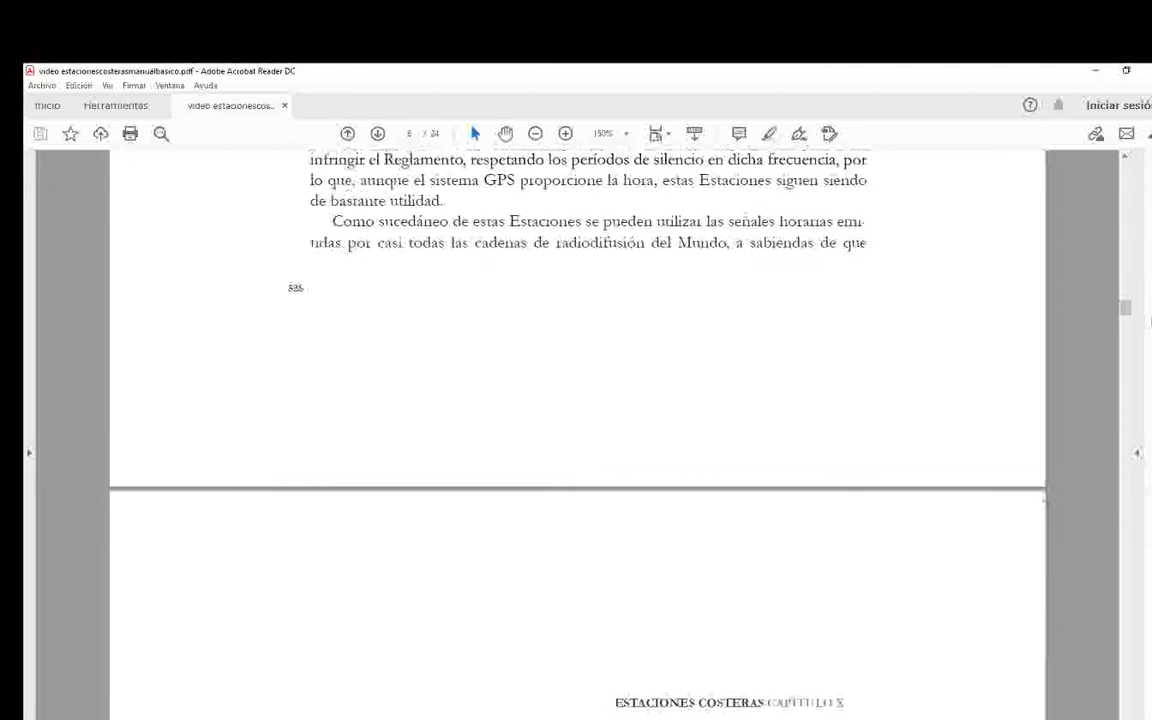 video estacionescosterasmanualbasico.pdf - Adobe Acrobat Reader DC
Archivo Edición Ver Firmar Ventana Ayuda
Inicio Herramientas video estacionescos... × Iniciar sesió
/ 24 150%
infringir el Reglamento, respetando los períodos de silencio en dicha frecuencia, por
lo que, aunque el sistema GPS proporcione la hora, estas Estaciones siguen siendo
de bastante utilidad.
Como sucedáneo de estas Estaciones se pueden utilizar las señales horarias emi-
tidas por casi todas las cadenas de radiodifusión del Mundo, a sabiendas de que
ESTACIONES COSTERAS CAPÍTULO X